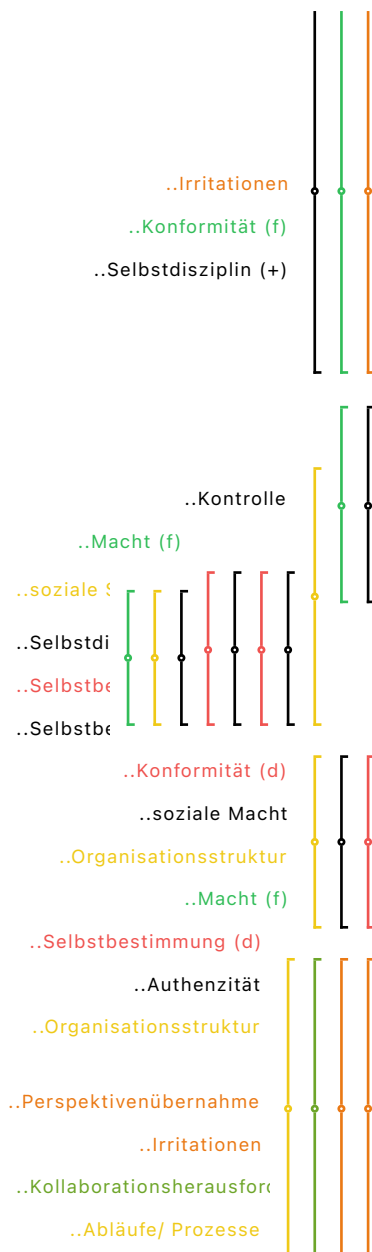 ..Irritationen
..Konformität (f)
..Selbstdisziplin (+)
..Kontrolle
..Macht (f)
..soziale
..Selbstdi
..Selbstbe
..Selbstbe
..Konformität (d)
..soziale Macht
..Organisationsstruktur
..Macht (f)
..Selbstbestimmung (d)
..Authenzität
..Organisationsstruktur
..Perspektivenübernahme
..Irritationen
..Kollaborationsherausford
..Abläufe/ Prozesse